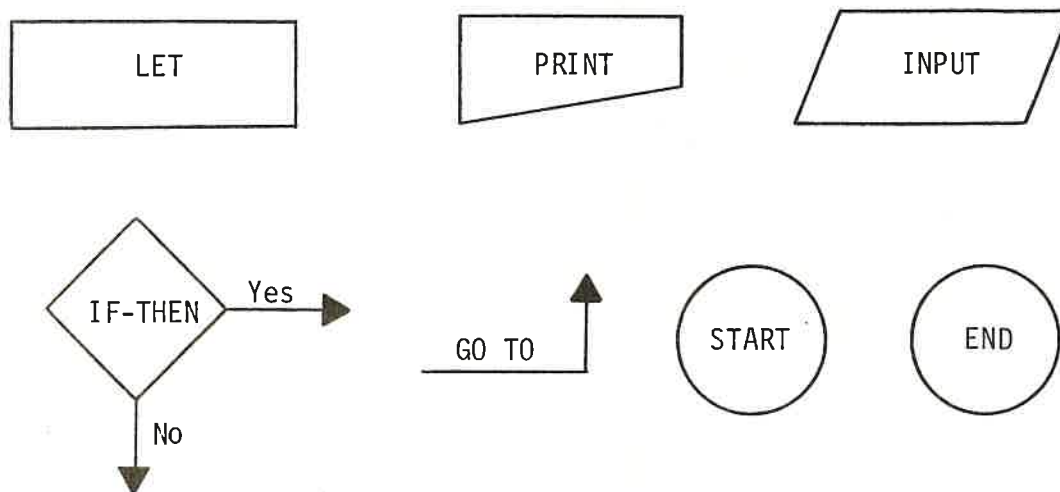 LET
PRINT
INPUT
IF-THEN
Yes
No
GO TO
START
END